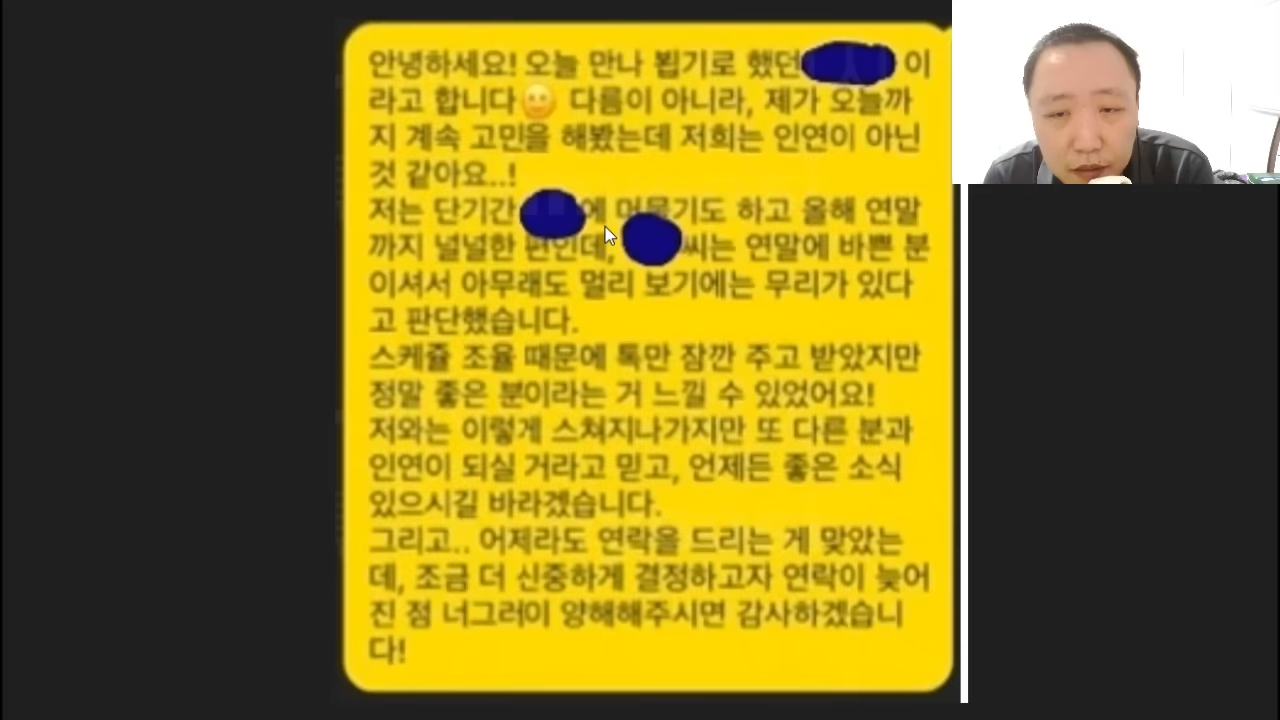 안녕하세요! 오늘 만나 뵙기로 했던 이
라고 합니다 다름이 아니라, 제가 오늘까
지 계속 고민을 해봤는데 저희는 인연이 아닌
것 같아요..!
저는 단기간 에 머물기도 하고 올해 연말
까지 널널한 편인데, 씨는 연말에 바쁜 분
이셔서 아무래도 멀리 보기에는 무리가 있다
고 판단했습니다.
스케쥴 조율 때문에 톡만 잠깐 주고 받았지만
정말 좋은 분이라는 거 느낄 수 있었어요!
저와는 이렇게 스쳐지나가지만 또 다른 분과
인연이 되실 거라고 믿고, 언제든 좋은 소식
있으시길 바라겠습니다.
그리고.. 어제라도 연락을 드리는 게 맞았는
데, 조금 더 신중하게 결정하고자 연락이 늦어
진 점 너그러이 양해해주시면 감사하겠습니
다!